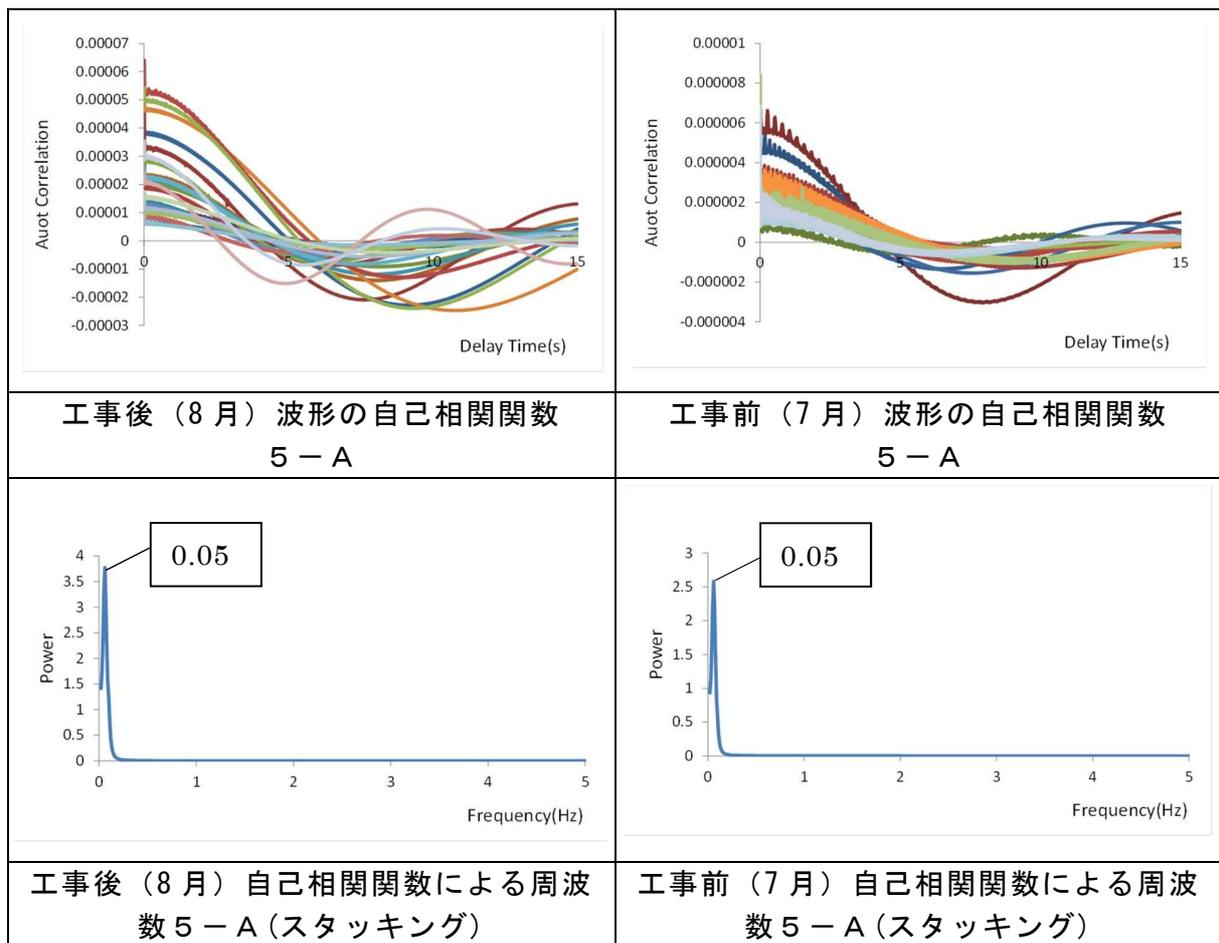 0.00007
0.00006
0.00005
0.00004
0.00003
0.00002
0.00001
0
-0.00001
-0.00002
-0.00003
Auot Correlation
0 5 10 15
Delay Time(s)
0.00001
0.000008
0.000006
0.000004
0.000002
0
-0.000002
-0.000004
Auot Correlation
0 5 10 15
Delay Time(s)
工事後（8月）波形の自己相関関数
５－Ａ
工事前（7月）波形の自己相関関数
５－Ａ
0.05
4
3.5
3
2.5
2
1.5
1
0.5
0
Power
0 1 2 3 4 5
Frequency(Hz)
0.05
3
2.5
2
1.5
1
0.5
0
Power
0 1 2 3 4 5
Frequency(Hz)
工事後（8月）自己相関関数による周波
数５－Ａ（スタッキング）
工事前（7月）自己相関関数による周波
数５－Ａ（スタッキング）